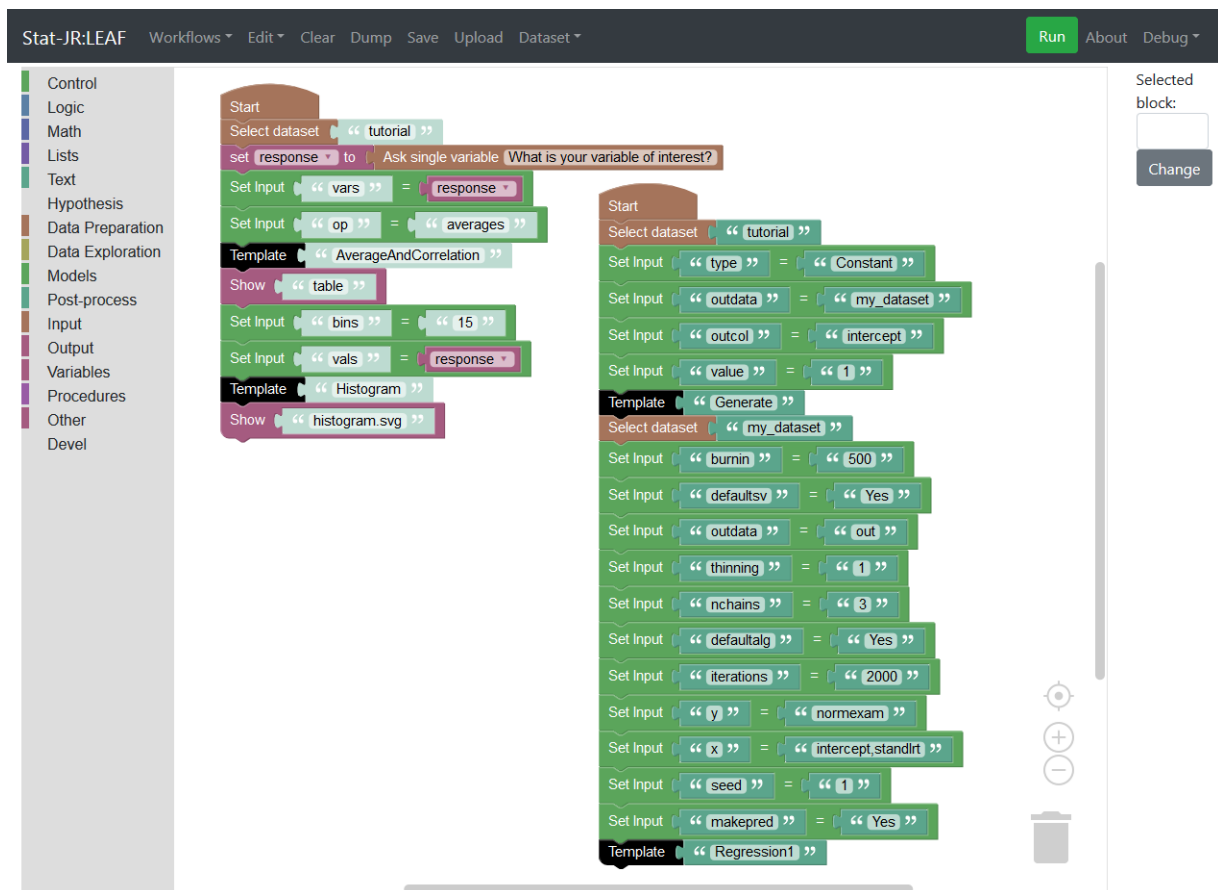 Stat-JR:LEAF Workflows Edit Clear Dump Save Upload Dataset Run About Debug
Control
Logic
Math
Lists
Text
Hypothesis
Data Preparation
Data Exploration
Models
Post-process
Input
Output
Variables
Procedures
Other
Devel
Start
Select dataset “ tutorial ”
set response to Ask single variable What is your variable of interest?
Set Input “ vars ” = response
Set Input “ op ” = “ averages ”
Template “ AverageAndCorrelation ”
Show “ table ”
Set Input “ bins ” = “ 15 ”
Set Input “ vals ” = response
Template “ Histogram ”
Show “ histogram.svg ”
Start
Select dataset “ tutorial ”
Set Input “ type ” = “ Constant ”
Set Input “ outdata ” = “ my_dataset ”
Set Input “ outcol ” = “ intercept ”
Set Input “ value ” = “ 1 ”
Template “ Generate ”
Select dataset “ my_dataset ”
Set Input “ burnin ” = “ 500 ”
Set Input “ defaultsv ” = “ Yes ”
Set Input “ outdata ” = “ out ”
Set Input “ thinning ” = “ 1 ”
Set Input “ nchains ” = “ 3 ”
Set Input “ defaultalg ” = “ Yes ”
Set Input “ iterations ” = “ 2000 ”
Set Input “ y ” = “ normexam ”
Set Input “ x ” = “ intercept,standlrt ”
Set Input “ seed ” = “ 1 ”
Set Input “ makepred ” = “ Yes ”
Template “ Regression1 ”
Selected
block:
Change